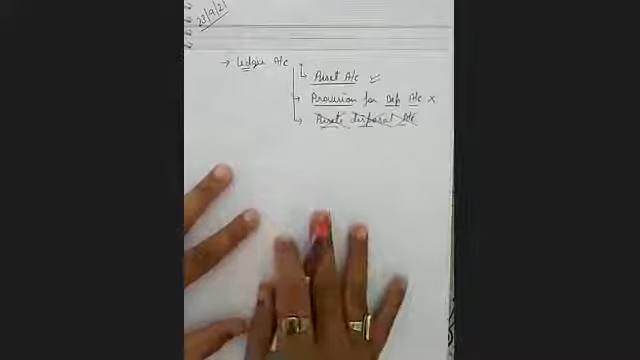 23/9/21
→ Ledger A/c
→ Asset A/c ✓
→ Provision for Dep A/c ×
→ Assets disposal A/c